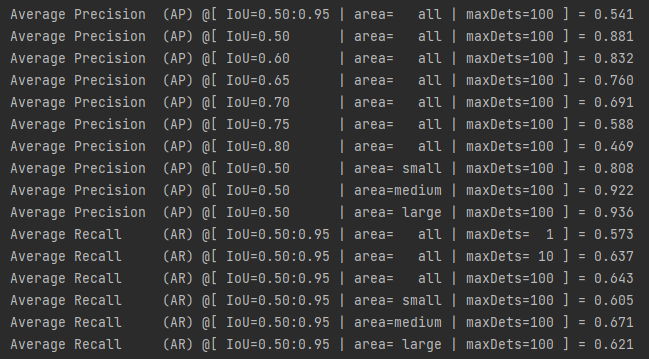 Average Precision  (AP) @[ IoU=0.50:0.95 | area=   all | maxDets=100 ] = 0.541
Average Precision  (AP) @[ IoU=0.50      | area=   all | maxDets=100 ] = 0.881
Average Precision  (AP) @[ IoU=0.60      | area=   all | maxDets=100 ] = 0.832
Average Precision  (AP) @[ IoU=0.65      | area=   all | maxDets=100 ] = 0.760
Average Precision  (AP) @[ IoU=0.70      | area=   all | maxDets=100 ] = 0.691
Average Precision  (AP) @[ IoU=0.75      | area=   all | maxDets=100 ] = 0.588
Average Precision  (AP) @[ IoU=0.80      | area=   all | maxDets=100 ] = 0.469
Average Precision  (AP) @[ IoU=0.50      | area= small | maxDets=100 ] = 0.808
Average Precision  (AP) @[ IoU=0.50      | area=medium | maxDets=100 ] = 0.922
Average Precision  (AP) @[ IoU=0.50      | area= large | maxDets=100 ] = 0.936
Average Recall     (AR) @[ IoU=0.50:0.95 | area=   all | maxDets=  1 ] = 0.573
Average Recall     (AR) @[ IoU=0.50:0.95 | area=   all | maxDets= 10 ] = 0.637
Average Recall     (AR) @[ IoU=0.50:0.95 | area=   all | maxDets=100 ] = 0.643
Average Recall     (AR) @[ IoU=0.50:0.95 | area= small | maxDets=100 ] = 0.605
Average Recall     (AR) @[ IoU=0.50:0.95 | area=medium | maxDets=100 ] = 0.671
Average Recall     (AR) @[ IoU=0.50:0.95 | area= large | maxDets=100 ] = 0.621